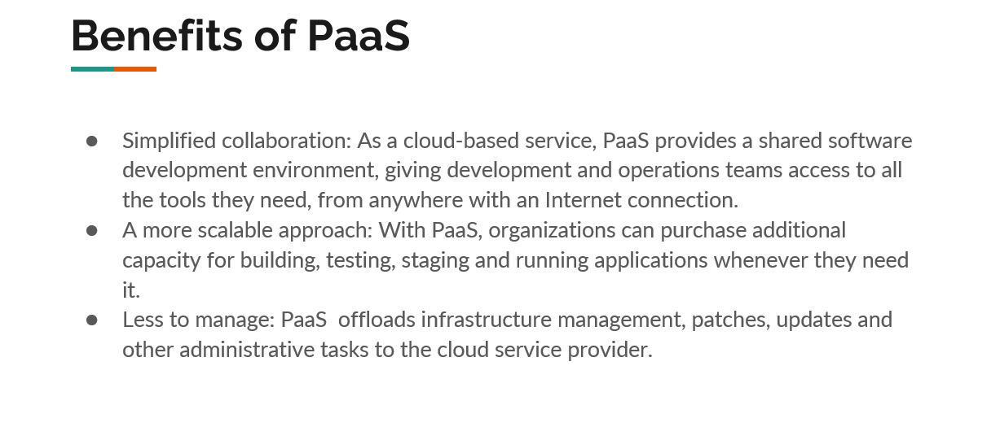 Benefits of PaaS
● Simplified collaboration: As a cloud-based service, PaaS provides a shared software
development environment, giving development and operations teams access to all
the tools they need, from anywhere with an Internet connection.
● A more scalable approach: With PaaS, organizations can purchase additional
capacity for building, testing, staging and running applications whenever they need
it.
● Less to manage: PaaS  offloads infrastructure management, patches, updates and
other administrative tasks to the cloud service provider.